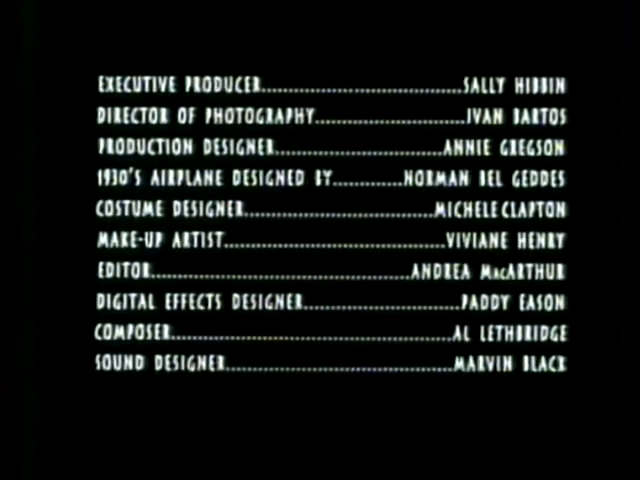 EXECUTIVE PRODUCER..............................SALLY HIBBIN
DIRECTOR OF PHOTOGRAPHY......................IVAN BARTOS
PRODUCTION DESIGNER.........................ANNIE GREGSON
1930'S AIRPLANE DESIGNED BY...........NORMAN BEL GEDDES
COSTUME DESIGNER............................MICHELE CLAPTON
MAKE-UP ARTIST.................................VIVIANE HENRY
EDITOR.......................................ANDREA MACARTHUR
DIGITAL EFFECTS DESIGNER.......................PADDY EASON
COMPOSER..........................................AL LETHBRIDGE
SOUND DESIGNER..................................MARVIN BLACK